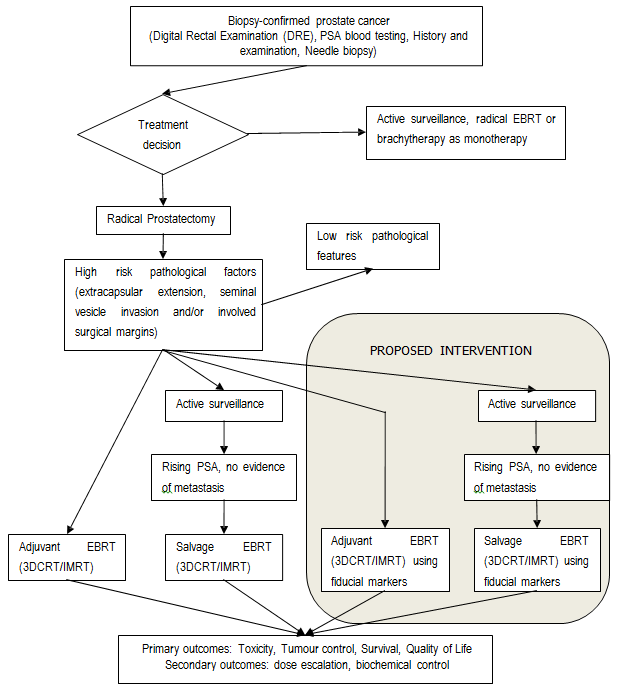 Biopsy-confirmed prostate cancer
(Digital Rectal Examination (DRE), PSA blood testing, History and
examination, Needle biopsy)
Treatment
decision
Active surveillance, radical EBRT or
brachytherapy as monotherapy
Radical Prostatectomy
Low risk pathological
features
High risk pathological factors
(extracapsular extension,
seminal
vesicle invasion and/or involved
surgical margins)
PROPOSED INTERVENTION
Active surveillance
Active surveillance
Rising PSA, no evidence
of metastasis
Rising PSA, no evidence
of metastasis
Adjuvant EBRT
(3DCRT/IMRT)
Salvage EBRT
(3DCRT/IMRT)
Adjuvant EBRT
(3DCRT/IMRT) using
fiducial markers
Salvage EBRT
(3DCRT/IMRT) using
fiducial markers
Primary outcomes: Toxicity, Tumour control, Survival, Quality of Life
Secondary outcomes: dose escalation, biochemical control